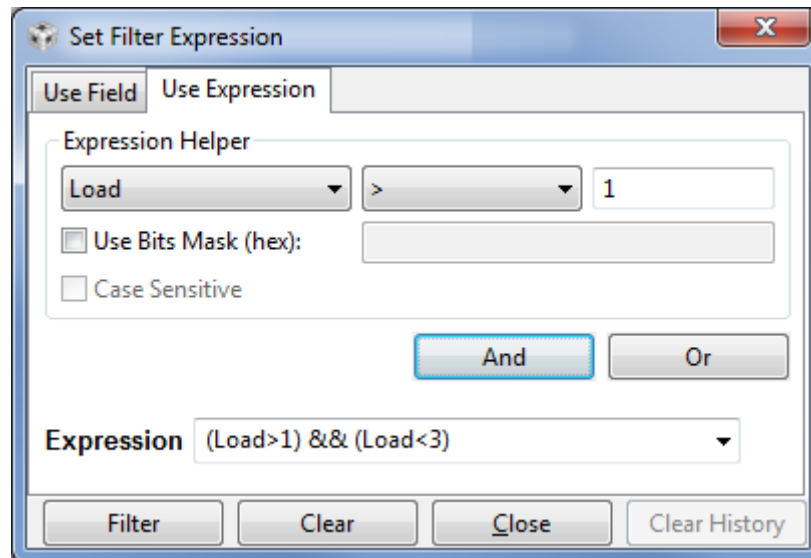 Set Filter Expression
Use Field Use Expression
Expression Helper
Load > 1
Use Bits Mask (hex):
Case Sensitive
And Or
Expression (Load>1) && (Load<3)
Filter Clear Close Clear History